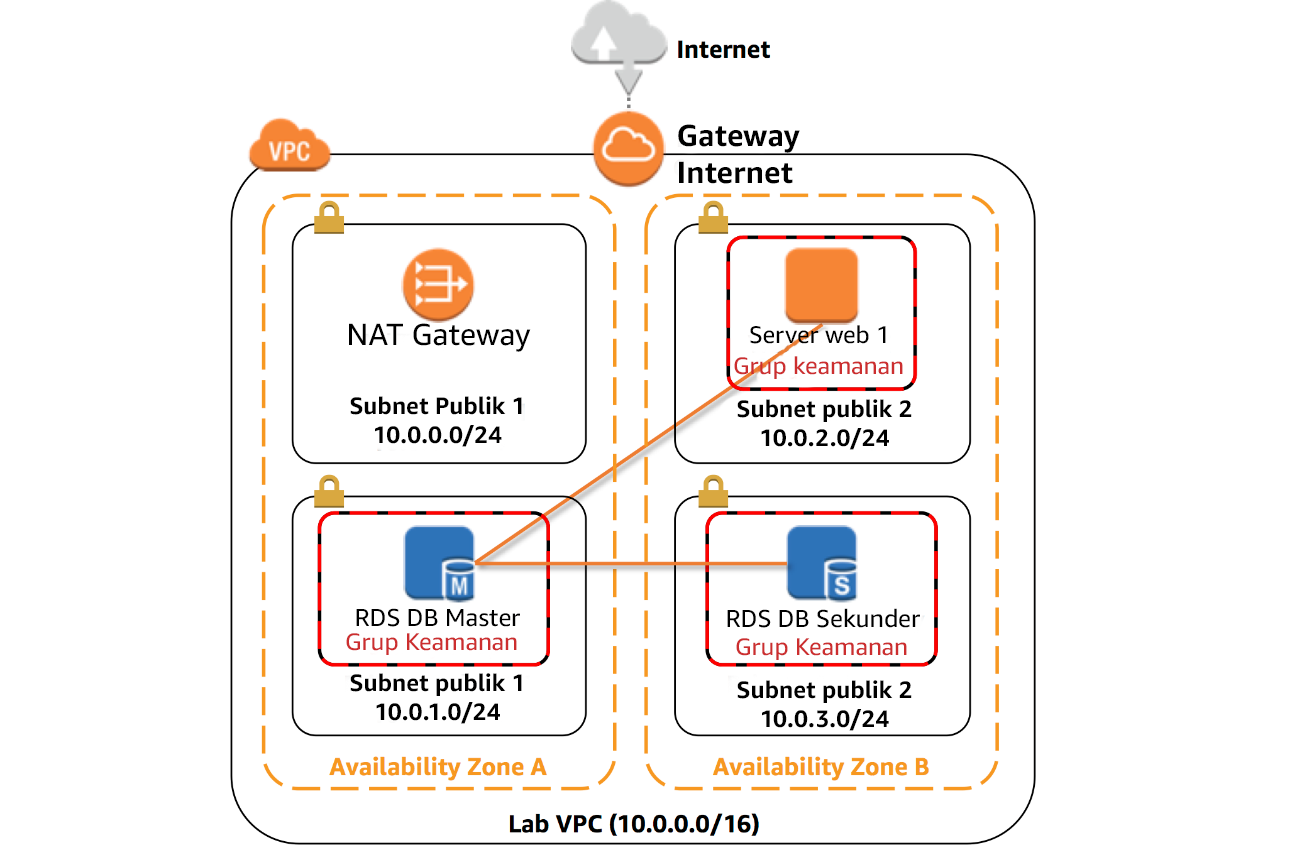 Internet
VPC
Gateway
Internet
NAT Gateway
Subnet Publik 1
10.0.0.0/24
Server web 1
Grup keamanan
Subnet publik 2
10.0.2.0/24
M
RDS DB Master
Grup Keamanan
Subnet publik 1
10.0.1.0/24
S
RDS DB Sekunder
Grup Keamanan
Subnet publik 2
10.0.3.0/24
Availability Zone A
Availability Zone B
Lab VPC (10.0.0.0/16)